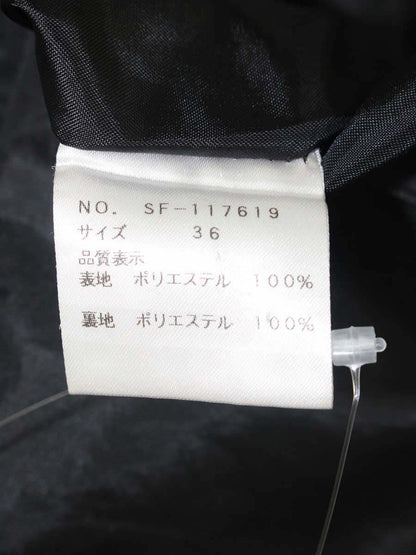 NO. SF-117619
サイズ 36
品質表示
表地 ポリエステル 100%
裏地 ポリエステル 100%